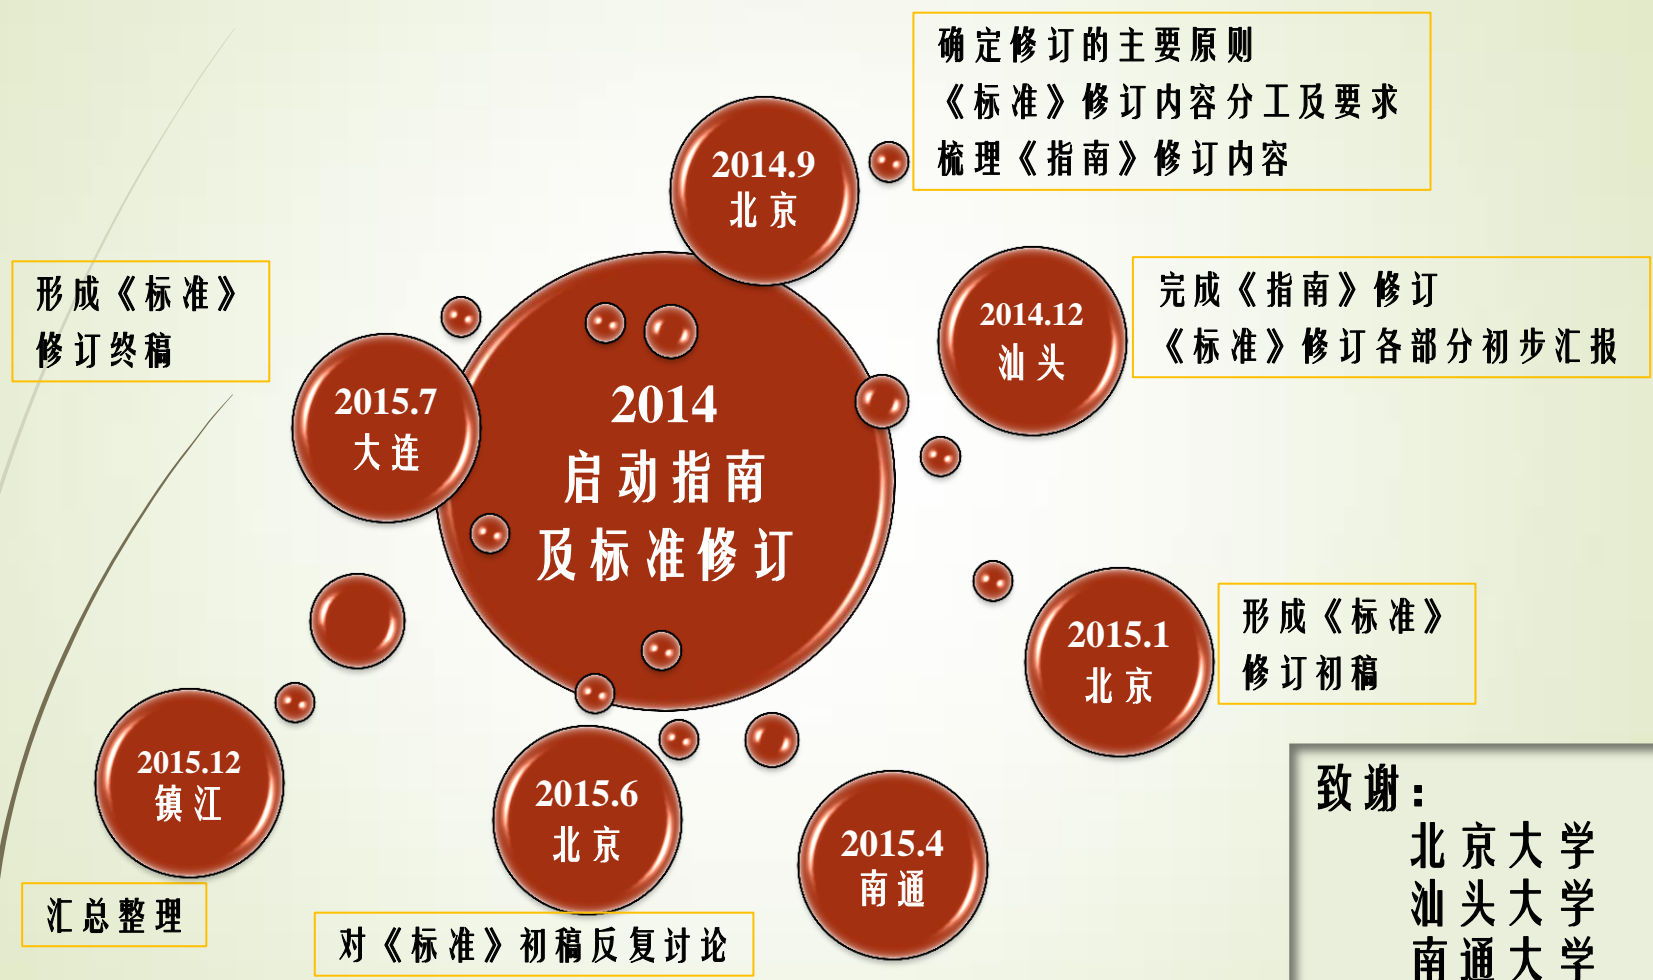 2014
启动指南
及标准修订
2014.9
北京
确定修订的主要原则
《标准》修订内容分工及要求
梳理《指南》修订内容
2014.12
汕头
完成《指南》修订
《标准》修订各部分初步汇报
2015.1
北京
形成《标准》
修订初稿
2015.4
南通
2015.6
北京
对《标准》初稿反复讨论
2015.7
大连
形成《标准》
修订终稿
2015.12
镇江
汇总整理
致谢：
北京大学
汕头大学
南通大学